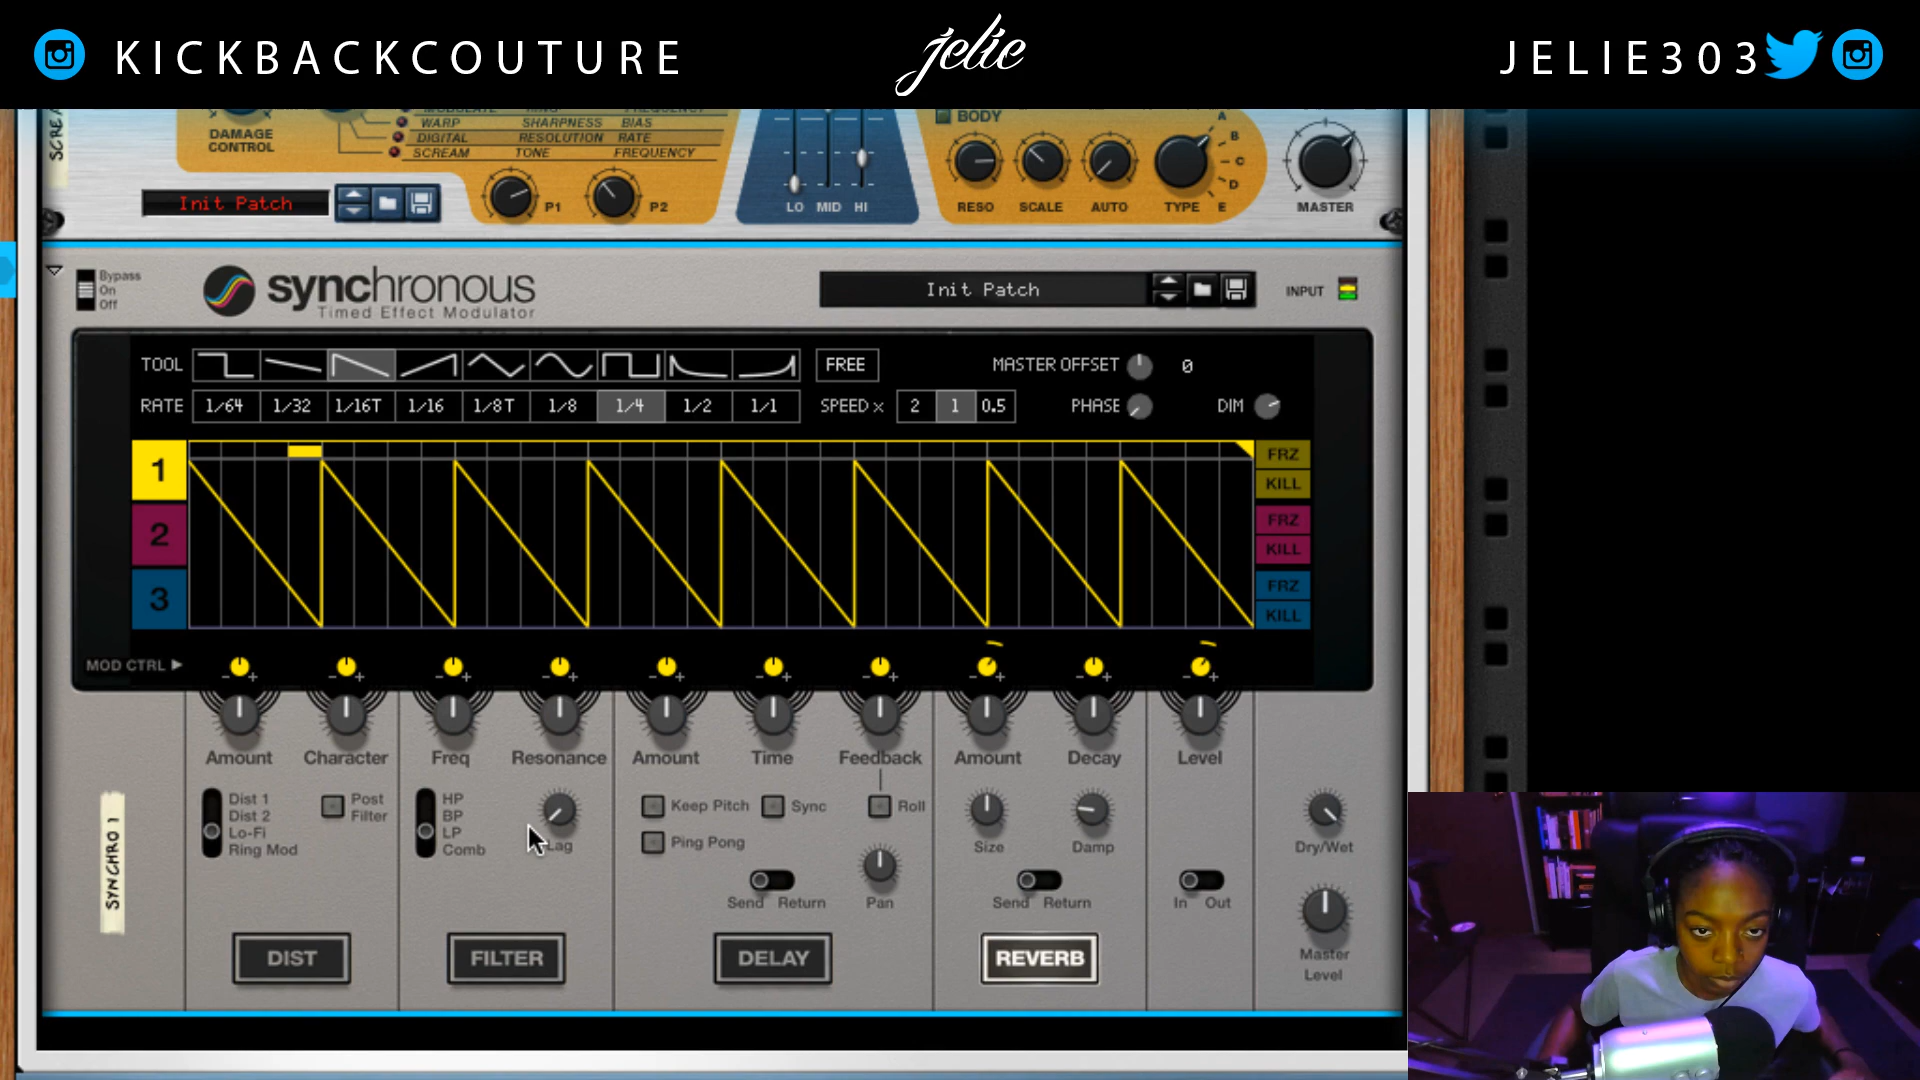 KICKBACKCOUTURE
jelie
JELIE303
DAMAGE
CONTROL
WARP SHARPNESS BIAS
DIGITAL RESOLUTION RATE
SCREAM TONE FREQUENCY
Init Patch
P1 P2
LO MID HI
BODY
A
B
C
D
E
RESO SCALE AUTO TYPE
MASTER
Bypass
On
Off
synchronous
Timed Effect Modulator
Init Patch
INPUT
TOOL FREE MASTER OFFSET 0
RATE 1/64 1/32 1/16T 1/16 1/8T 1/8 1/4 1/2 1/1 SPEED x 2 1 0.5 PHASE DIM
1 FRZ
KILL
2 FRZ
KILL
3 FRZ
KILL
MOD CTRL
Amount Character Freq Resonance Amount Time Feedback Amount Decay Level
Dist 1
Dist 2
Lo-Fi
Ring Mod
Post
Filter
HP
BP
LP
Comb
Keep Pitch Sync Roll
Ping Pong
Send Return
Pan
Size Damp
Send Return
In Out
Dry/Wet
Master
Level
SYNCHRO 1
DIST FILTER DELAY REVERB